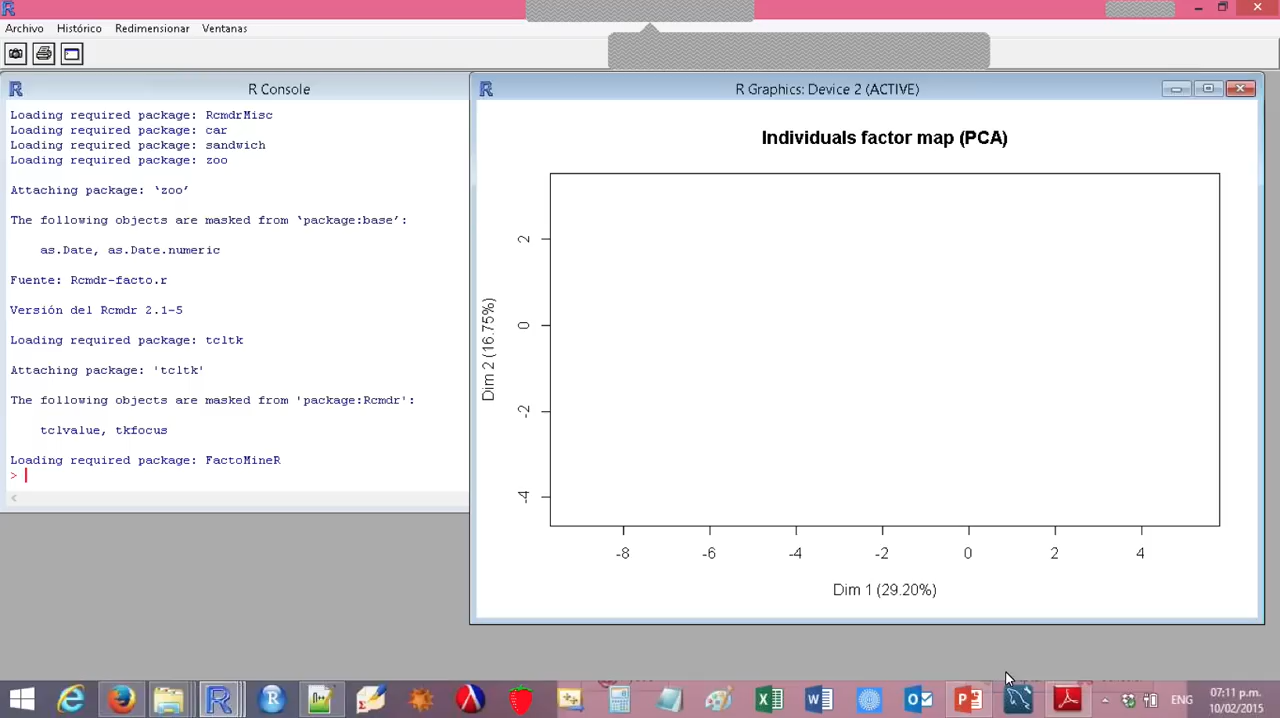 Archivo Histórico Redimensionar Ventanas
R Console
Loading required package: RcmdrMisc
Loading required package: car
Loading required package: sandwich
Loading required package: zoo
Attaching package: ‘zoo’
The following objects are masked from ‘package:base’:
as.Date, as.Date.numeric
Fuente: Rcmdr-facto.r
Versión del Rcmdr 2.1-5
Loading required package: tcltk
Attaching package: 'tcltk'
The following objects are masked from 'package:Rcmdr':
tclvalue, tkfocus
Loading required package: FactoMineR
>
R Graphics: Device 2 (ACTIVE)
Individuals factor map (PCA)
Dim 2 (16.75%)
2
0
-2
-4
-8 -6 -4 -2 0 2 4
Dim 1 (29.20%)
ENG
07:11 p.m.
10/02/2015